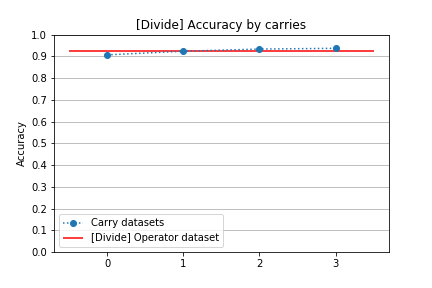 [Divide] Accuracy by carries
1.0
0.9
0.8
0.7
0.6
0.5
0.4
0.3
0.2
0.1
0.0
Accuracy
Carry datasets
[Divide] Operator dataset
0 1 2 3